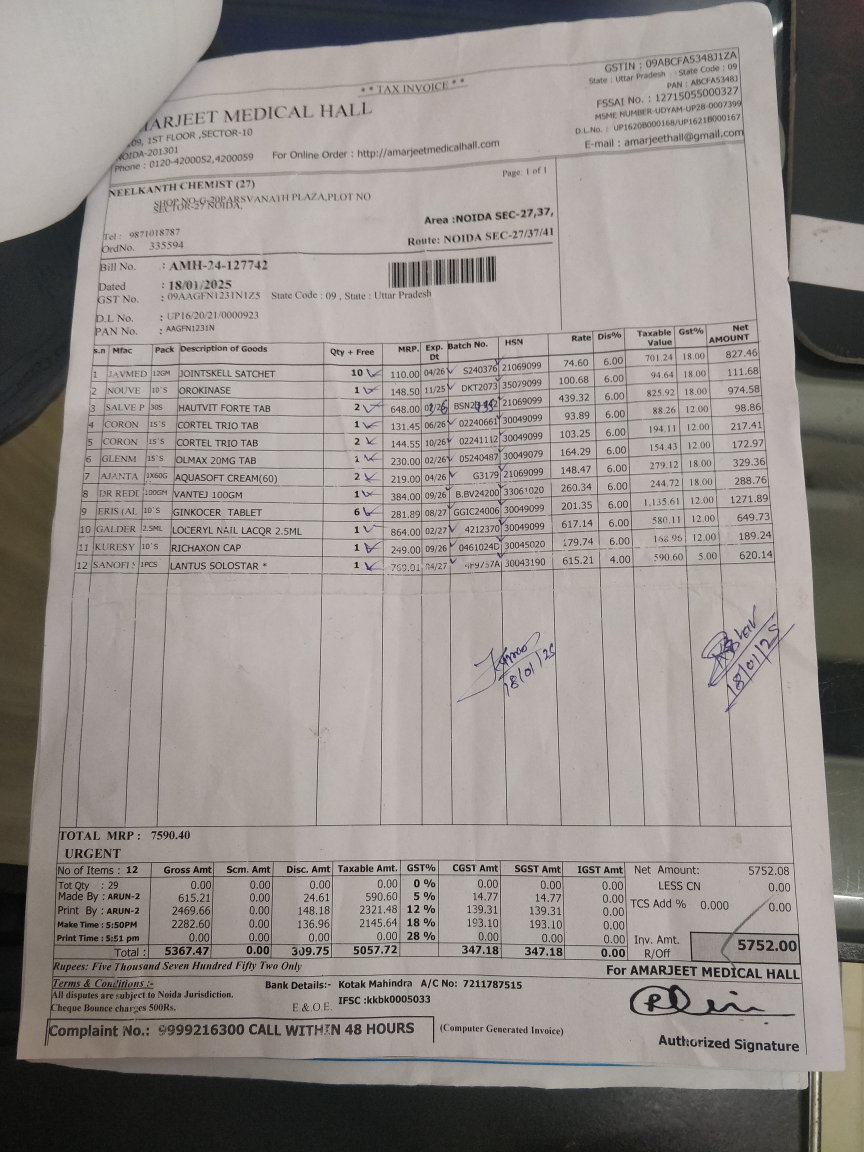 * * TAX INVOICE * *
GSTIN : 09ABCFA5348J1ZA
State : Uttar Pradesh State Code : 09
PAN : ABCFA5348J
FSSAI No. : 12715055000327
MSME NUMBER-UDYAM-UP28-0007399
D.L.No. : UP1620B000168/UP1621B000167
E-mail : amarjeethall@gmail.com
ARJEET MEDICAL HALL
09, 1ST FLOOR ,SECTOR-10
NOIDA-201301
Phone : 0120-4200052,4200059 For Online Order : http://amarjeetmedicalhall.com
Page: 1 of 1
NEELKANTH CHEMIST (27)
SHOP NO-G-20PARSVANATH PLAZA,PLOT NO
SECTOR-27 NOIDA,
Area :NOIDA SEC-27,37,
Tel : 9871018787
OrdNo. 335594
Route: NOIDA SEC-27/37/41
Bill No. : AMH-24-127742
Dated : 18/01/2025
GST No. : 09AAGFN1231N1Z5 State Code : 09 , State : Uttar Pradesh
D.L No. : UP16/20/21/0000923
PAN No. : AAGFN1231N
s.n Mfac Pack Description of Goods Qty + Free MRP. Exp. Dt Batch No. HSN Rate Dis% Taxable Value Gst% Net AMOUNT
1 JAVMED 12GM JOINTSKELL SATCHET 10 110.00 04/26 S240376 21069099 74.60 6.00 701.24 18.00 827.46
2 NOUVE 10`S OROKINASE 1 148.50 11/25 DKT2073 35079099 100.68 6.00 94.64 18.00 111.68
3 SALVE P 30S HAUTVIT FORTE TAB 2 648.00 21069099 439.32 6.00 825.92 18.00 974.58
4 CORON 15`S CORTEL TRIO TAB 1 131.45 06/26 02240661 30049099 93.89 6.00 88.26 12.00 98.86
5 CORON 15`S CORTEL TRIO TAB 2 144.55 10/26 02241112 30049099 103.25 6.00 194.11 12.00 217.41
6 GLENM 15`S OLMAX 20MG TAB 1 230.00 02/26 05240487 30049079 164.29 6.00 154.43 12.00 172.97
7 AJANTA 1X60G AQUASOFT CREAM(60) 2 219.00 04/26 G3179 21069099 148.47 6.00 279.12 18.00 329.36
8 DR REDI 100GM VANTEJ 100GM 1 384.00 09/26 B.BV24200 33061020 260.34 6.00 244.72 18.00 288.76
9 ERIS (AL 10`S GINKOCER TABLET 6 281.89 08/27 GGIC24006 30049099 201.35 6.00 1,135.61 12.00 1271.89
10 GALDER 2.5ML LOCERYL NAIL LACQR 2.5ML 1 864.00 02/27 4212370 30049099 617.14 6.00 580.11 12.00 649.73
11 KURESY 10`S RICHAXON CAP 1 249.00 09/26 0461024D 30045020 179.74 6.00 168.96 12.00 189.24
12 SANOFI 1PCS LANTUS SOLOSTAR * 1 04/27 30043190 615.21 4.00 590.60 5.00 620.14
18/01/25
18/01/25
TOTAL MRP : 7590.40
URGENT
No of Items : 12 Gross Amt Scm. Amt Disc. Amt Taxable Amt. GST% CGST Amt SGST Amt IGST Amt Net Amount: 5752.08
Tot Qty : 29 0.00 0.00 0.00 0.00 0 % 0.00 0.00 0.00 LESS CN 0.00
Made By : ARUN-2 615.21 0.00 24.61 590.60 5 % 14.77 14.77 0.00 TCS Add % 0.000 0.00
Print By : ARUN-2 2469.66 0.00 148.18 2321.48 12 % 139.31 139.31 0.00
Make Time : 5:50PM 2282.60 0.00 136.96 2145.64 18 % 193.10 193.10 0.00
Print Time : 5:51 pm 0.00 0.00 0.00 0.00 28 % 0.00 0.00 0.00 Inv. Amt. 5752.00
Total : 5367.47 0.00 309.75 5057.72 347.18 347.18 0.00 R/Off
Rupees: Five Thousand Seven Hundred Fifty Two Only
For AMARJEET MEDICAL HALL
Terms & Conditions :-
All disputes are subject to Noida Jurisdiction.
Cheque Bounce charges 500Rs.
Bank Details:- Kotak Mahindra A/C No: 7211787515
IFSC :kkbk0005033
E & O.E.
Complaint No.: 9999216300 CALL WITHIN 48 HOURS
(Computer Generated Invoice)
Authorized Signature